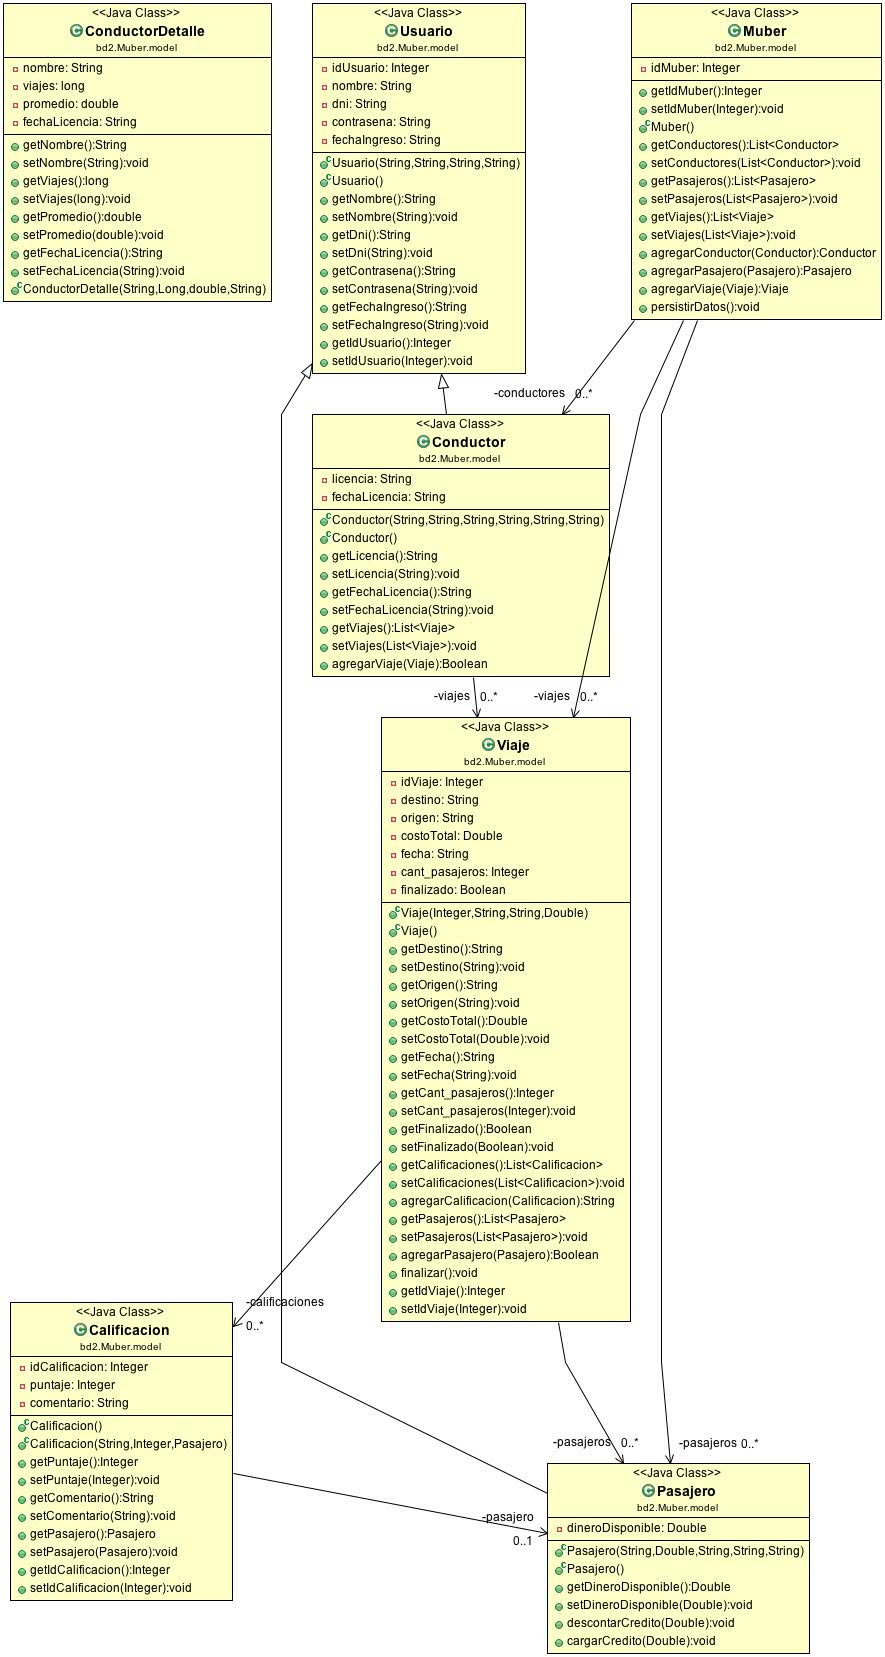 <<Java Class>>
ConductorDetalle
bd2.Muber.model
nombre: String
viajes: long
promedio: double
fechaLicencia: String
getNombre():String
setNombre(String):void
getViajes():long
setViajes(long):void
getPromedio():double
setPromedio(double):void
getFechaLicencia():String
setFechaLicencia(String):void
ConductorDetalle(String,Long,double,String)
<<Java Class>>
Usuario
bd2.Muber.model
idUsuario: Integer
nombre: String
dni: String
contrasena: String
fechaIngreso: String
Usuario(String,String,String,String)
Usuario()
getNombre():String
setNombre(String):void
getDni():String
setDni(String):void
getContrasena():String
setContrasena(String):void
getFechaIngreso():String
setFechaIngreso(String):void
getIdUsuario():Integer
setIdUsuario(Integer):void
<<Java Class>>
Muber
bd2.Muber.model
idMuber: Integer
getIdMuber():Integer
setIdMuber(Integer):void
Muber()
getConductores():List<Conductor>
setConductores(List<Conductor>):void
getPasajeros():List<Pasajero>
setPasajeros(List<Pasajero>):void
getViajes():List<Viaje>
setViajes(List<Viaje>):void
agregarConductor(Conductor):Conductor
agregarPasajero(Pasajero):Pasajero
agregarViaje(Viaje):Viaje
persistirDatos():void
-conductores 0..*
<<Java Class>>
Conductor
bd2.Muber.model
licencia: String
fechaLicencia: String
Conductor(String,String,String,String,String,String)
Conductor()
getLicencia():String
setLicencia(String):void
getFechaLicencia():String
setFechaLicencia(String):void
getViajes():List<Viaje>
setViajes(List<Viaje>):void
agregarViaje(Viaje):Boolean
-viajes 0..*
-viajes 0..*
<<Java Class>>
Viaje
bd2.Muber.model
idViaje: Integer
destino: String
origen: String
costoTotal: Double
fecha: String
cant_pasajeros: Integer
finalizado: Boolean
Viaje(Integer,String,String,Double)
Viaje()
getDestino():String
setDestino(String):void
getOrigen():String
setOrigen(String):void
getCostoTotal():Double
setCostoTotal(Double):void
getFecha():String
setFecha(String):void
getCant_pasajeros():Integer
setCant_pasajeros(Integer):void
getFinalizado():Boolean
setFinalizado(Boolean):void
getCalificaciones():List<Calificacion>
setCalificaciones(List<Calificacion>):void
agregarCalificacion(Calificacion):String
getPasajeros():List<Pasajero>
setPasajeros(List<Pasajero>):void
agregarPasajero(Pasajero):Boolean
finalizar():void
getIdViaje():Integer
setIdViaje(Integer):void
-calificaciones
0..*
<<Java Class>>
Calificacion
bd2.Muber.model
idCalificacion: Integer
puntaje: Integer
comentario: String
Calificacion()
Calificacion(String,Integer,Pasajero)
getPuntaje():Integer
setPuntaje(Integer):void
getComentario():String
setComentario(String):void
getPasajero():Pasajero
setPasajero(Pasajero):void
getIdCalificacion():Integer
setIdCalificacion(Integer):void
-pasajeros 0..*
-pasajeros 0..*
-pasajero
0..1
<<Java Class>>
Pasajero
bd2.Muber.model
dineroDisponible: Double
Pasajero(String,Double,String,String,String)
Pasajero()
getDineroDisponible():Double
setDineroDisponible(Double):void
descontarCredito(Double):void
cargarCredito(Double):void